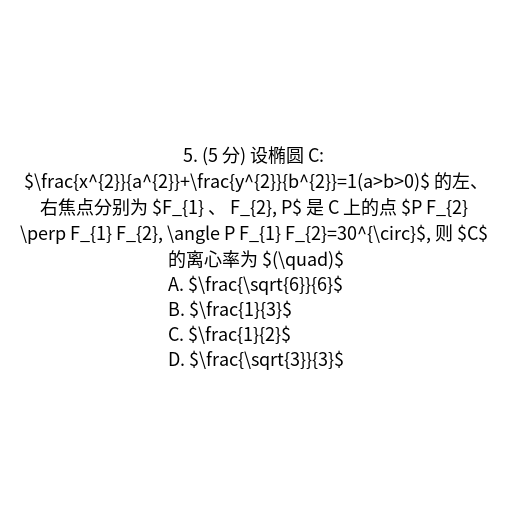 5. (5 分) 设椭圆 C:
$\frac{x^{2}}{a^{2}}+\frac{y^{2}}{b^{2}}=1(a>b>0)$ 的左、
右焦点分别为 $F_{1} 、 F_{2}, P$ 是 C 上的点 $P F_{2}
\perp F_{1} F_{2}, \angle P F_{1} F_{2}=30^{\circ}$, 则 $C$
的离心率为 $(\quad)$
A. $\frac{\sqrt{6}}{6}$
B. $\frac{1}{3}$
C. $\frac{1}{2}$
D. $\frac{\sqrt{3}}{3}$